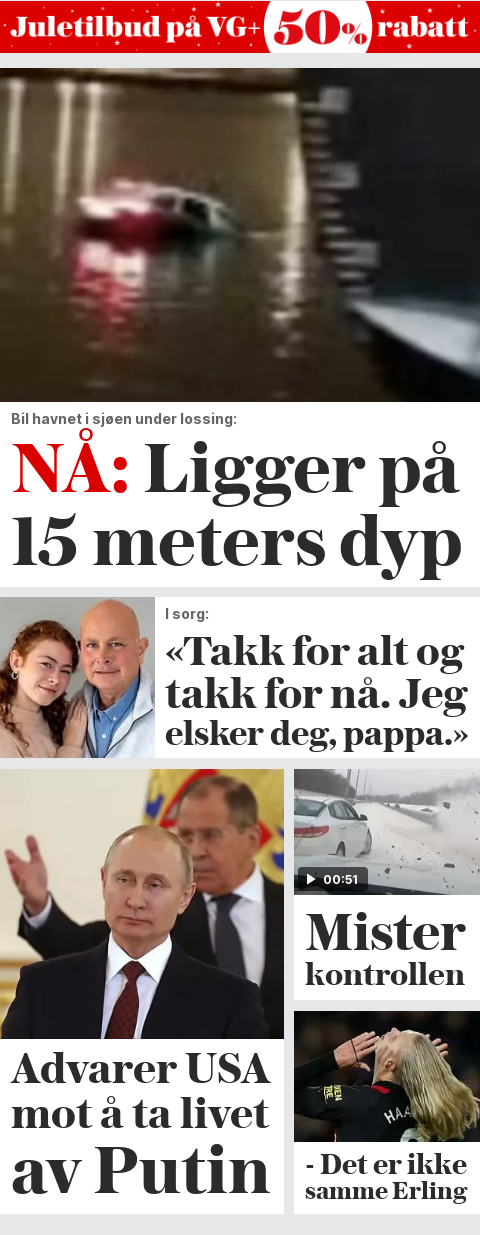 Juletilbud på VG+ 50% rabatt
Bil havnet i sjøen under lossing:
NÅ: Ligger på
15 meters dyp
I sorg:
«Takk for alt og
takk for nå. Jeg
elsker deg, pappa.»
00:51
Mister
kontrollen
Advarer USA
mot å ta livet
av Putin
HAA
- Det er ikke
samme Erling